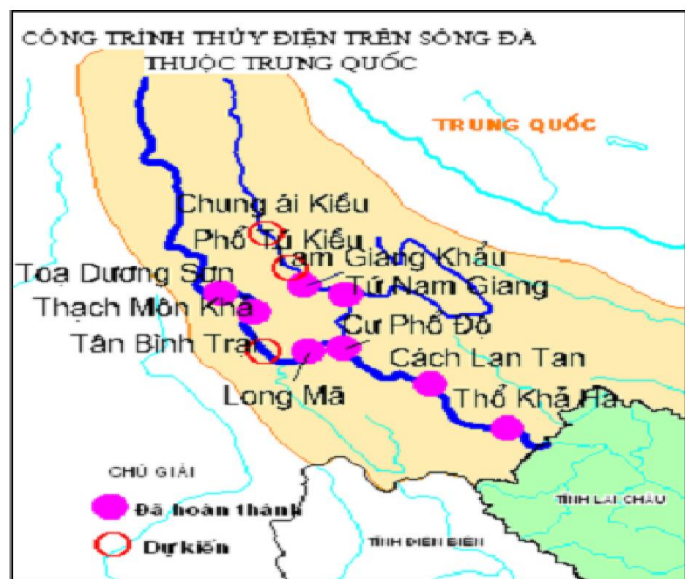 CÔNG TRÌNH THỦY ĐIỆN TRÊN SÔNG ĐÀ
THUỘC TRUNG QUỐC
TRUNG QUỐC
Chung ái Kiều
Phổ Tú Kiều
Tam Giang Khẩu
Toạ Dương Sơn
Tứ Nam Giang
Thạch Môn Khả
Cư Phổ Độ
Tân Bình Trại
Cách Lan Tan
Long Mã
Thổ Khả Hà
CHÚ GIẢI
Đã hoàn thành
Dự kiến
TỈNH LAI CHÂU
TỈNH ĐIỆN BIÊN